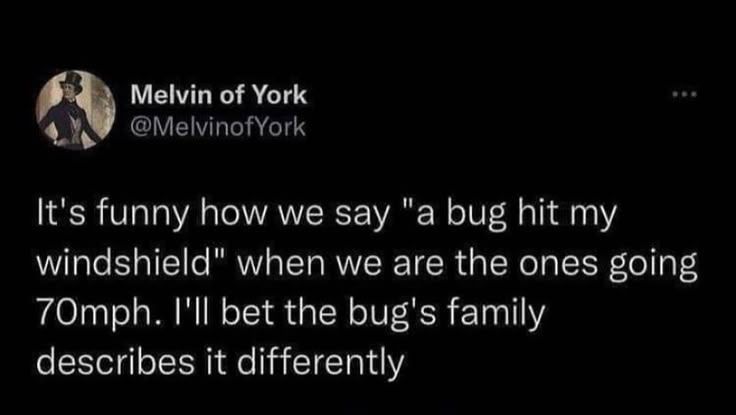 Melvin of York
@MelvinofYork
It's funny how we say "a bug hit my
windshield" when we are the ones going
70mph. I'll bet the bug's family
describes it differently